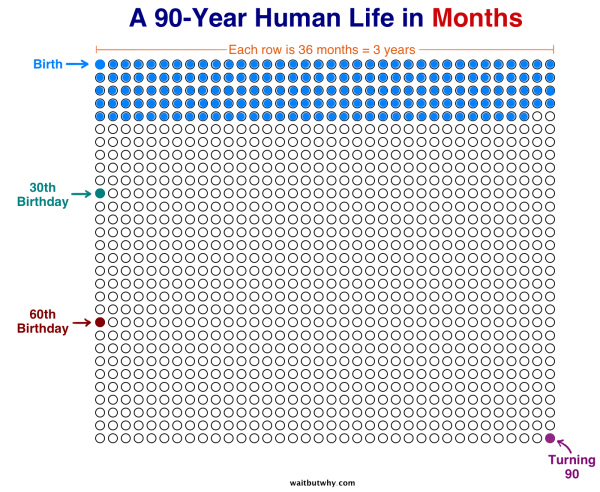 A 90-Year Human Life in Months
Each row is 36 months = 3 years
Birth
30th
Birthday
60th
Birthday
Turning
90
waitbutwhy.com